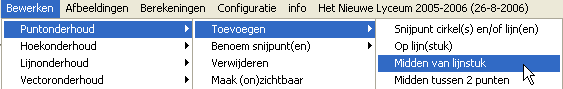 Bewerken Afbeeldingen Berekeningen Configuratie info Het Nieuwe Lyceum 2005-2006 (26-8-2006)
Puntonderhoud
Hoekonderhoud
Lijnonderhoud
Vectoronderhoud
Toevoegen
Benoem snijpunt(en)
Verwijderen
Maak (on)zichtbaar
Snijpunt cirkel(s) en/of lijn(en)
Op lijn(stuk)
Midden van lijnstuk
Midden tussen 2 punten